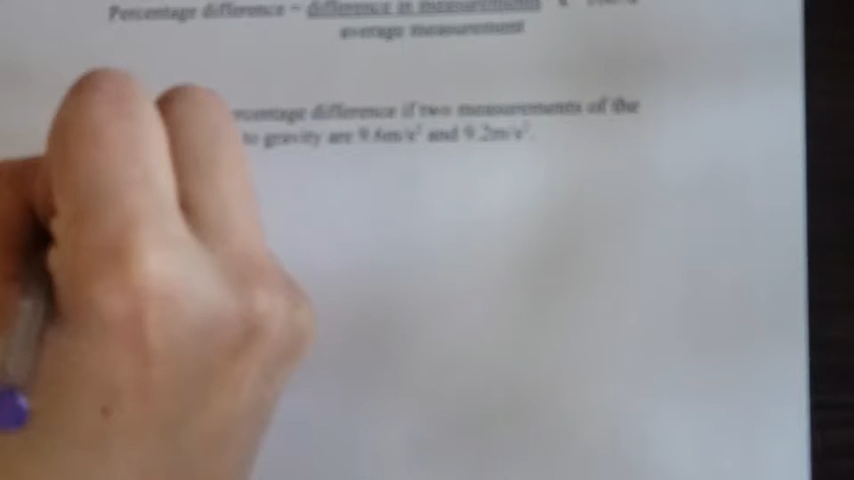 Percentage difference = difference in measurements x 100%
average measurement
percentage difference if two measurements of the
to gravity are 9.6m/s² and 9.2m/s².